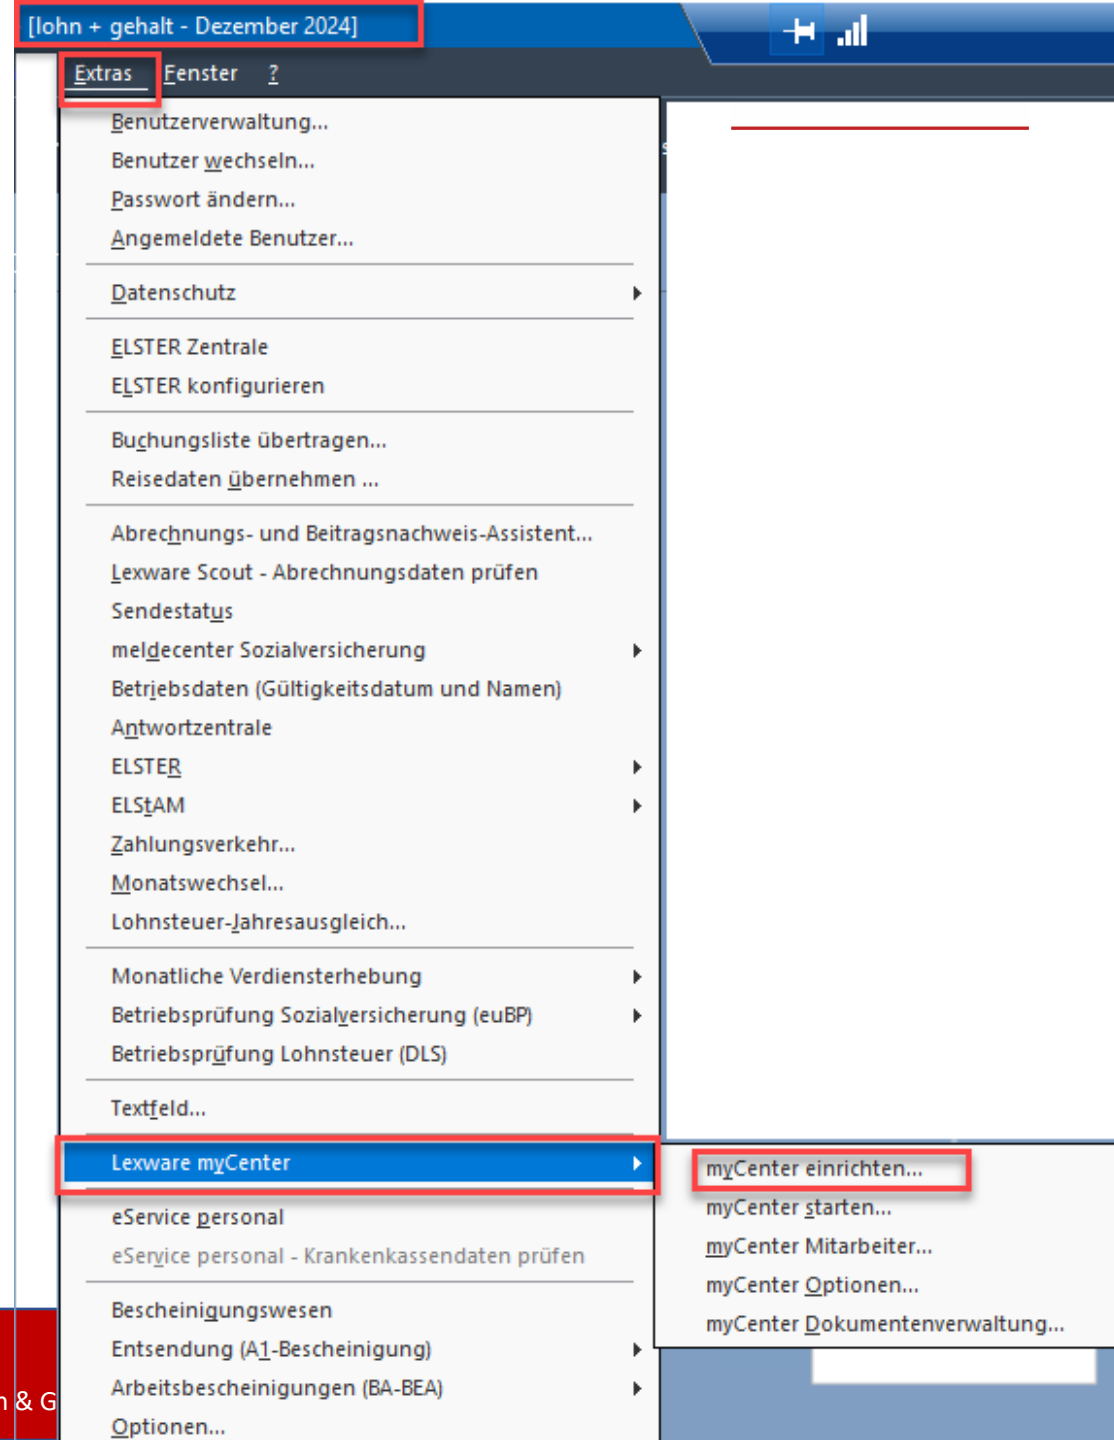 [lohn + gehalt - Dezember 2024]
Extras Fenster ?
Benutzerverwaltung...
Benutzer wechseln...
Passwort ändern...
Angemeldete Benutzer...
Datenschutz
ELSTER Zentrale
ELSTER konfigurieren
Buchungsliste übertragen...
Reisedaten übernehmen ...
Abrechnungs- und Beitragsnachweis-Assistent...
Lexware Scout - Abrechnungsdaten prüfen
Sendestatus
meldecenter Sozialversicherung
Betriebsdaten (Gültigkeitsdatum und Namen)
Antwortzentrale
ELSTER
ELStAM
Zahlungsverkehr...
Monatswechsel...
Lohnsteuer-Jahresausgleich...
Monatliche Verdiensterhebung
Betriebsprüfung Sozialversicherung (euBP)
Betriebsprüfung Lohnsteuer (DLS)
Textfeld...
Lexware myCenter
myCenter einrichten...
myCenter starten...
myCenter Mitarbeiter...
myCenter Optionen...
myCenter Dokumentenverwaltung...
eService personal
eService personal - Krankenkassendaten prüfen
Bescheinigungswesen
Entsendung (A1-Bescheinigung)
Arbeitsbescheinigungen (BA-BEA)
Optionen...
& G